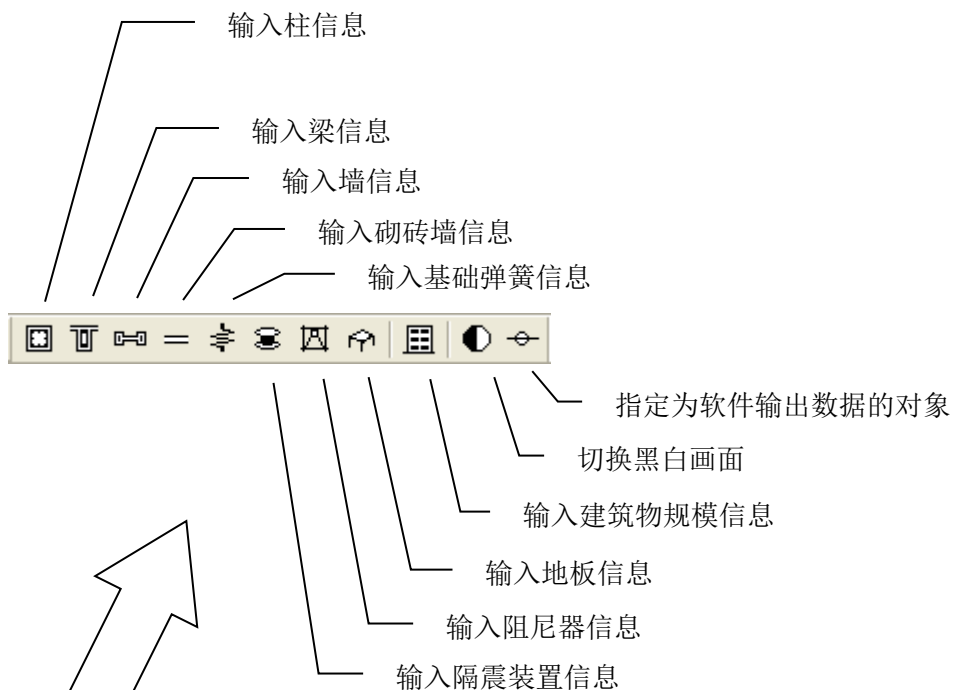 输入柱信息
输入梁信息
输入墙信息
输入砌砖墙信息
输入基础弹簧信息
指定为软件输出数据的对象
切换黑白画面
输入建筑物规模信息
输入地板信息
输入阻尼器信息
输入隔震装置信息